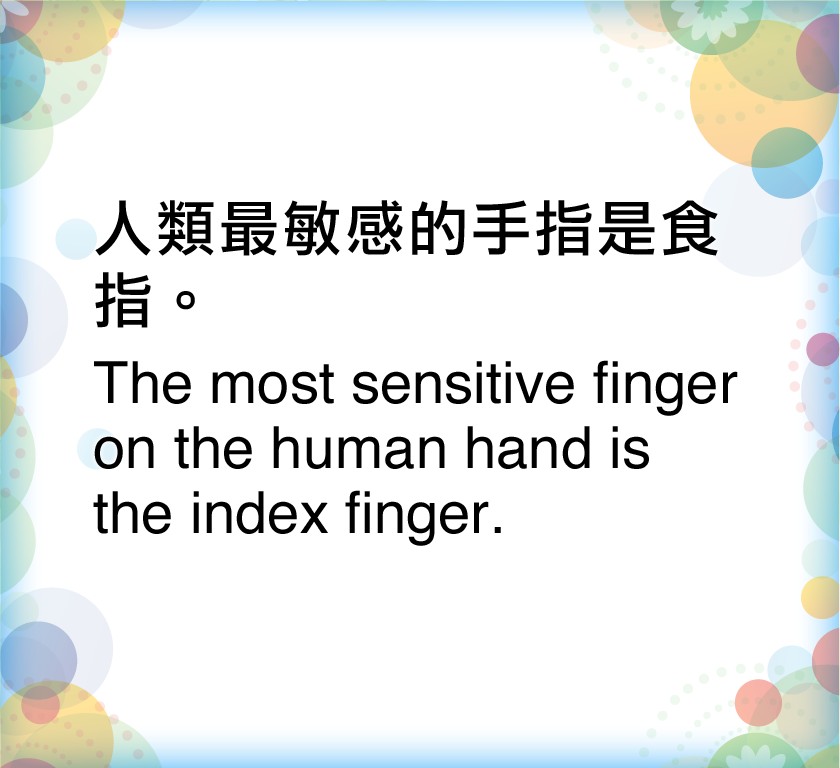 人類最敏感的手指是食
指。
The most sensitive finger
on the human hand is
the index finger.